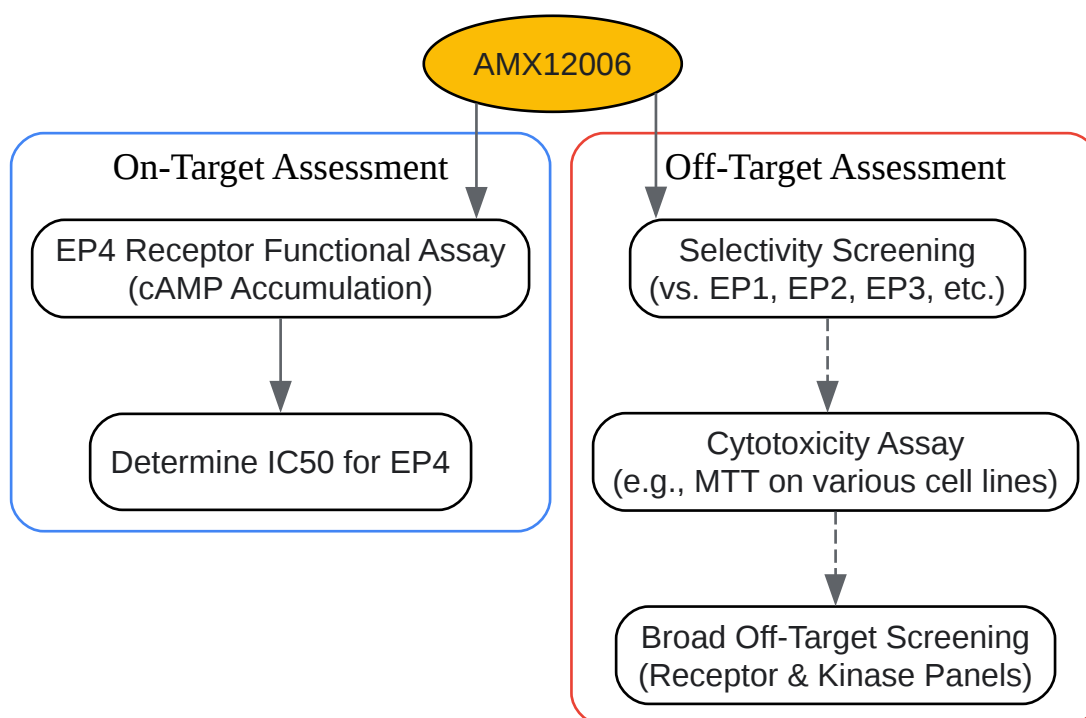 AMX12006
On-Target Assessment
EP4 Receptor Functional Assay
(cAMP Accumulation)
Determine IC50 for EP4
Off-Target Assessment
Selectivity Screening
(vs. EP1, EP2, EP3, etc.)
Cytotoxicity Assay
(e.g., MTT on various cell lines)
Broad Off-Target Screening
(Receptor & Kinase Panels)